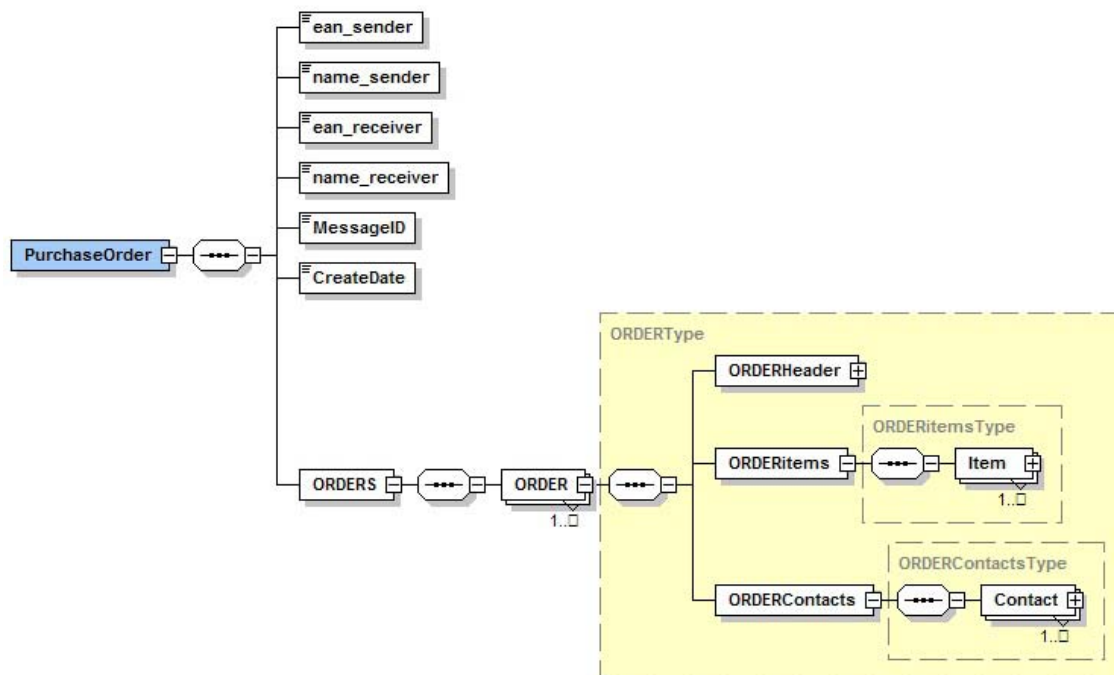 ean_sender
name_sender
ean_receiver
name_receiver
MessageID
PurchaseOrder
CreateDate
ORDERType
ORDERHeader
ORDERitemsType
ORDERitems
Item
ORDERS
ORDER
1..□
1..□
ORDERContactsType
ORDERContacts
Contact
1..□